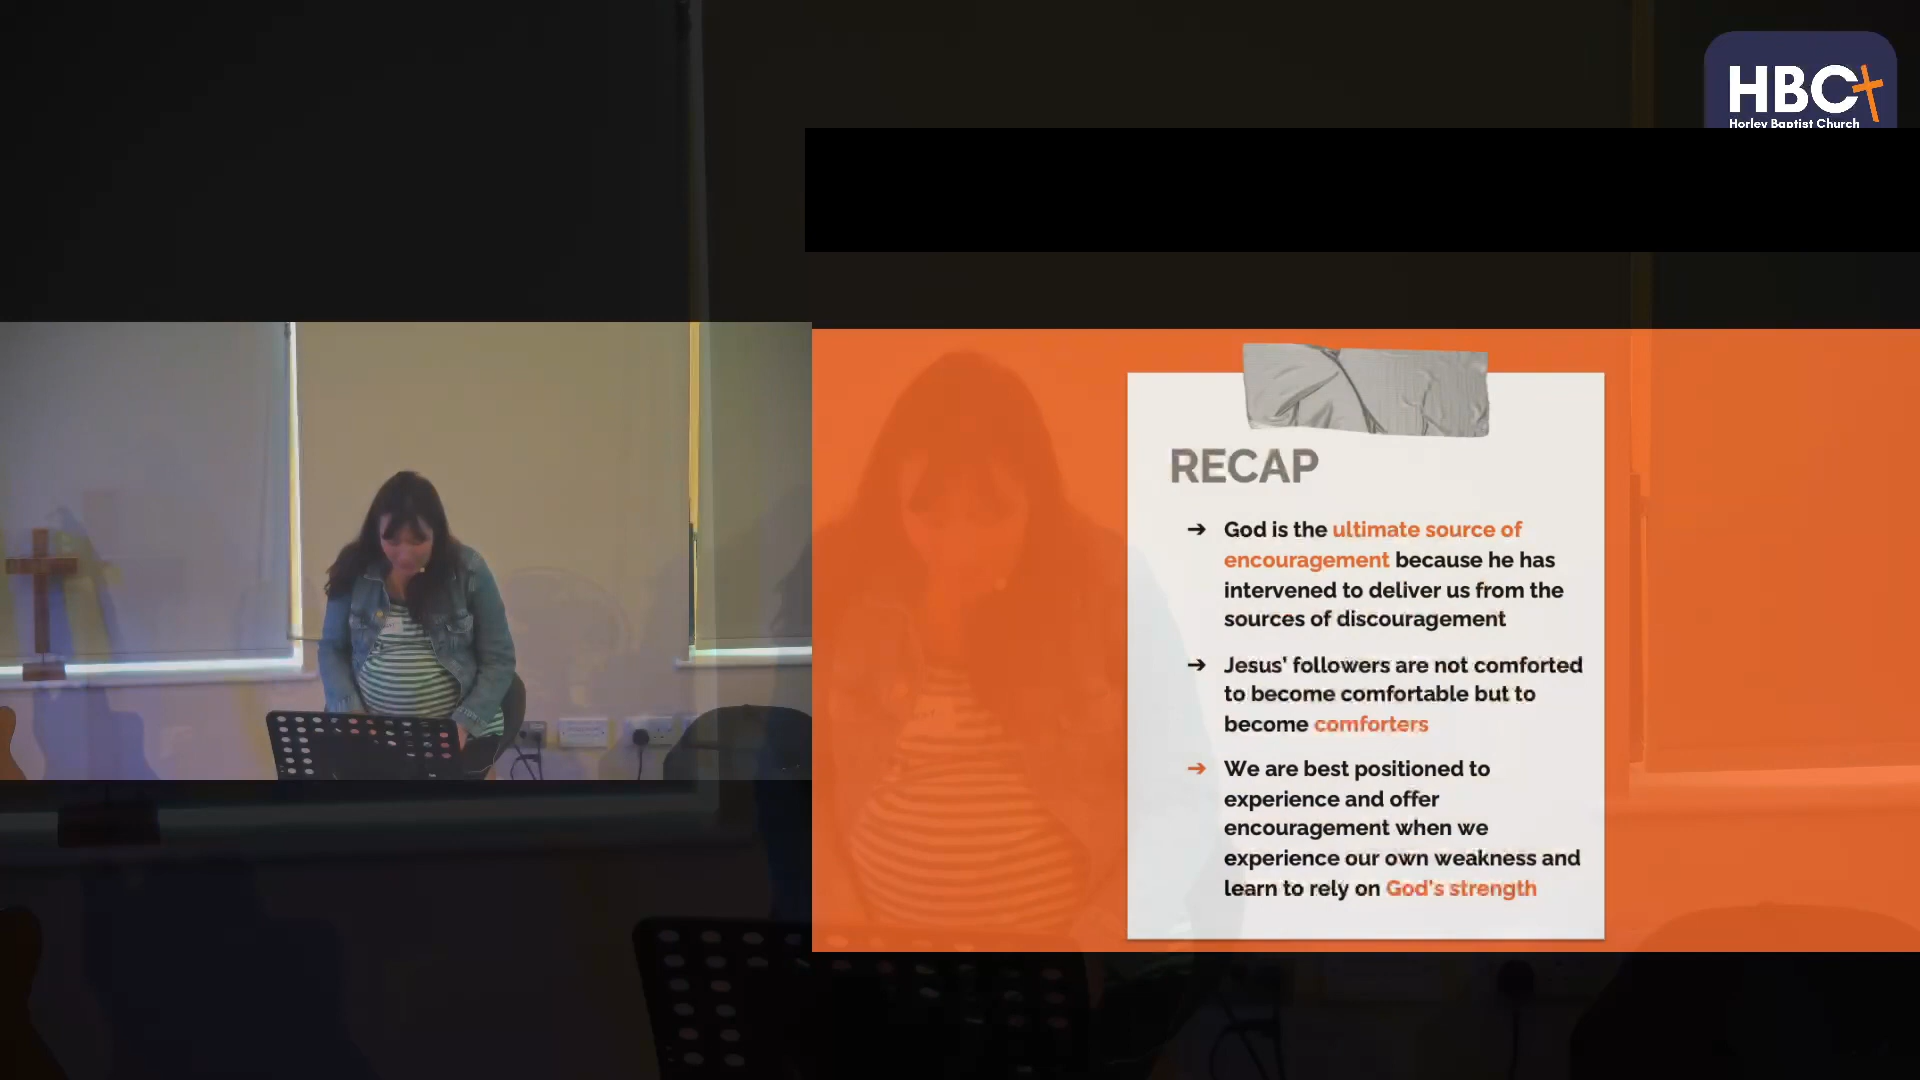 HBC
Horley Baptist Church
RECAP
➔ God is the ultimate source of
encouragement because he has
intervened to deliver us from the
sources of discouragement
➔ Jesus' followers are not comforted
to become comfortable but to
become comforters
➔ We are best positioned to
experience and offer
encouragement when we
experience our own weakness and
learn to rely on God's strength